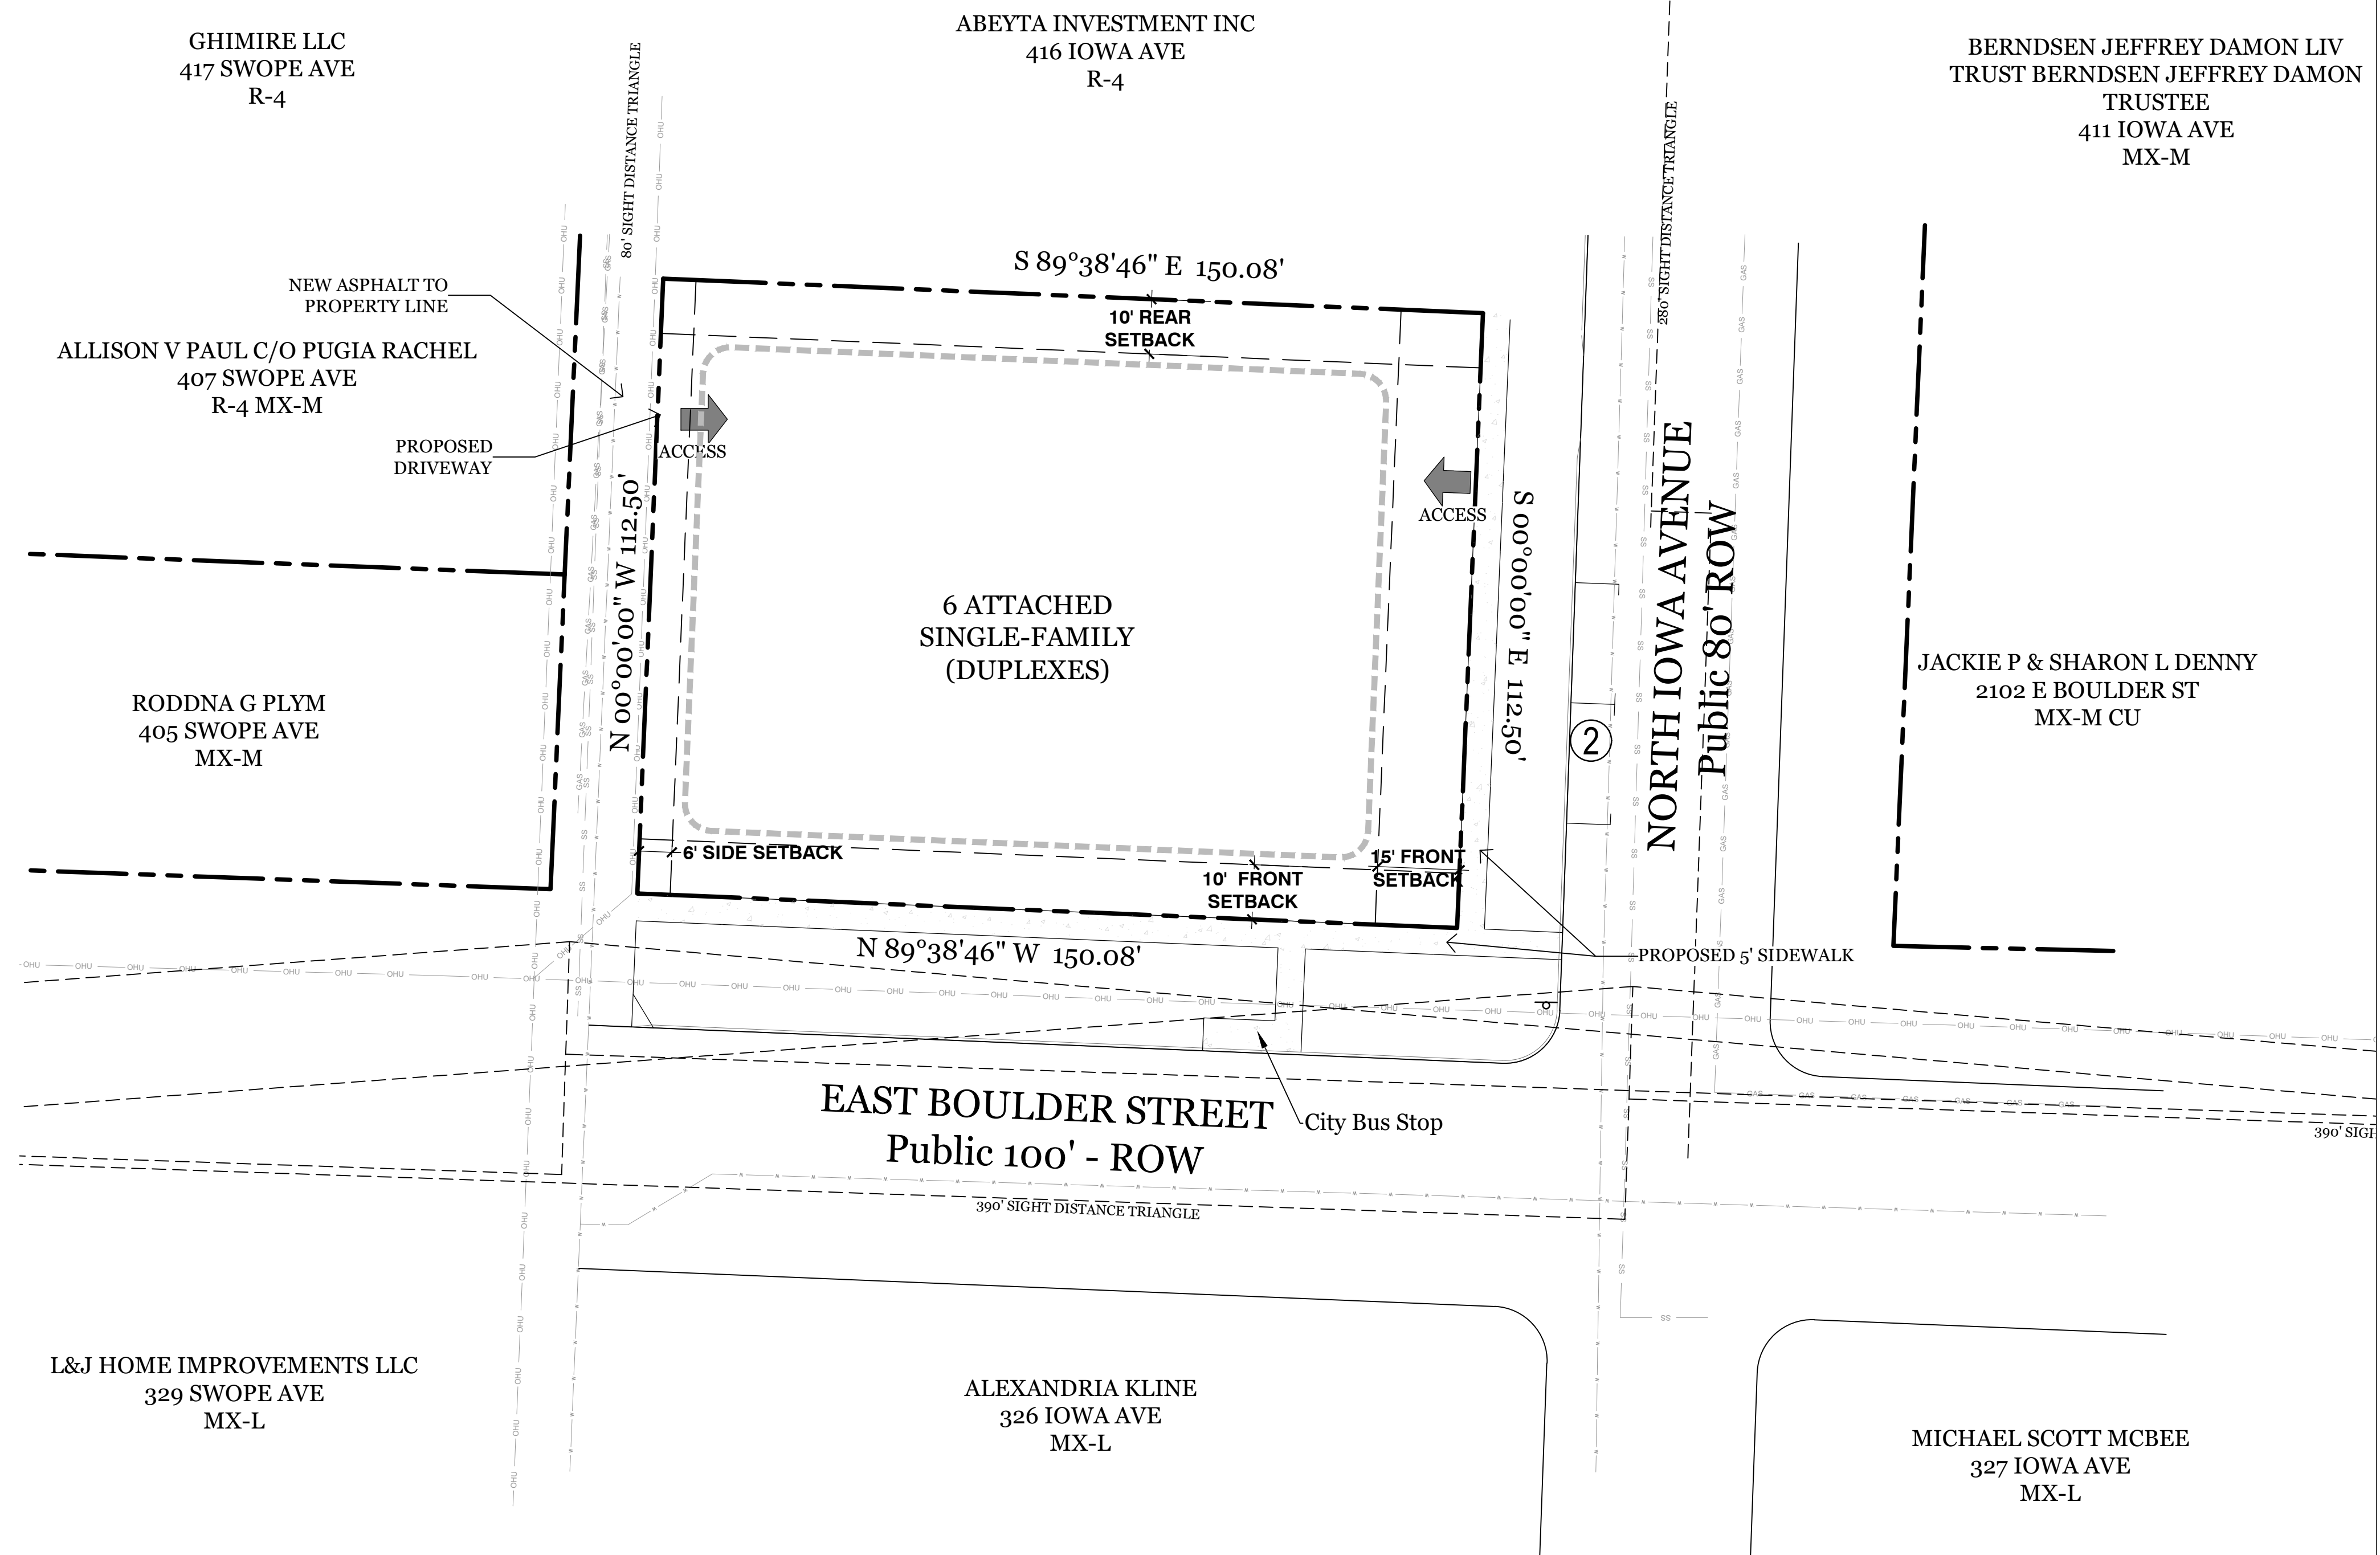 GHIMIRE LLC
417 SWOPE AVE
R-4
ABEYTA INVESTMENT INC
416 IOWA AVE
R-4
BERNDSEN JEFFREY DAMON LIV
TRUST BERNDSEN JEFFREY DAMON
TRUSTEE
411 IOWA AVE
MX-M
80' SIGHT DISTANCE TRIANGLE
280' SIGHT DISTANCE TRIANGLE
NEW ASPHALT TO
PROPERTY LINE
S 89°38'46" E 150.08'
10' REAR
SETBACK
ALLISON V PAUL C/O PUGIA RACHEL
407 SWOPE AVE
R-4 MX-M
PROPOSED
DRIVEWAY
ACCESS
ACCESS
N 00°00'00" W 112.50'
S 00°00'00" E 112.50'
6 ATTACHED
SINGLE-FAMILY
(DUPLEXES)
2
NORTH IOWA AVENUE
Public 80' ROW
JACKIE P & SHARON L DENNY
2102 E BOULDER ST
MX-M CU
RODDNA G PLYM
405 SWOPE AVE
MX-M
6' SIDE SETBACK
10' FRONT
SETBACK
15' FRONT
SETBACK
N 89°38'46" W 150.08'
PROPOSED 5' SIDEWALK
EAST BOULDER STREET
Public 100' - ROW
City Bus Stop
390' SIGH
390' SIGHT DISTANCE TRIANGLE
L&J HOME IMPROVEMENTS LLC
329 SWOPE AVE
MX-L
ALEXANDRIA KLINE
326 IOWA AVE
MX-L
MICHAEL SCOTT MCBEE
327 IOWA AVE
MX-L
OHU
GAS
SS
W